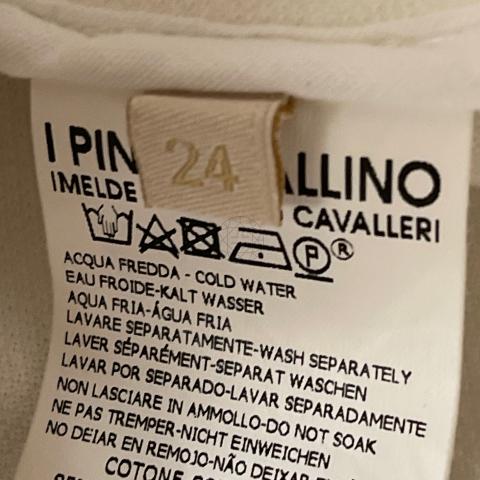 24
I PIN ALLINO
IMELDE CAVALLERI
P ®
ACQUA FREDDA - COLD WATER
EAU FROIDE-KALT WASSER
AQUA FRIA-ÁGUA FRIA
LAVARE SEPARATAMENTE-WASH SEPARATELY
LAVER SÉPARÉMENT-SEPARAT WASCHEN
LAVAR POR SEPARADO-LAVAR SEPARADAMENTE
NON LASCIARE IN AMMOLLO-DO NOT SOAK
NE PAS TREMPER-NICHT EINWEICHEN
NO DEJAR EN REMOJO-NÃO DEIXAR
COTONE